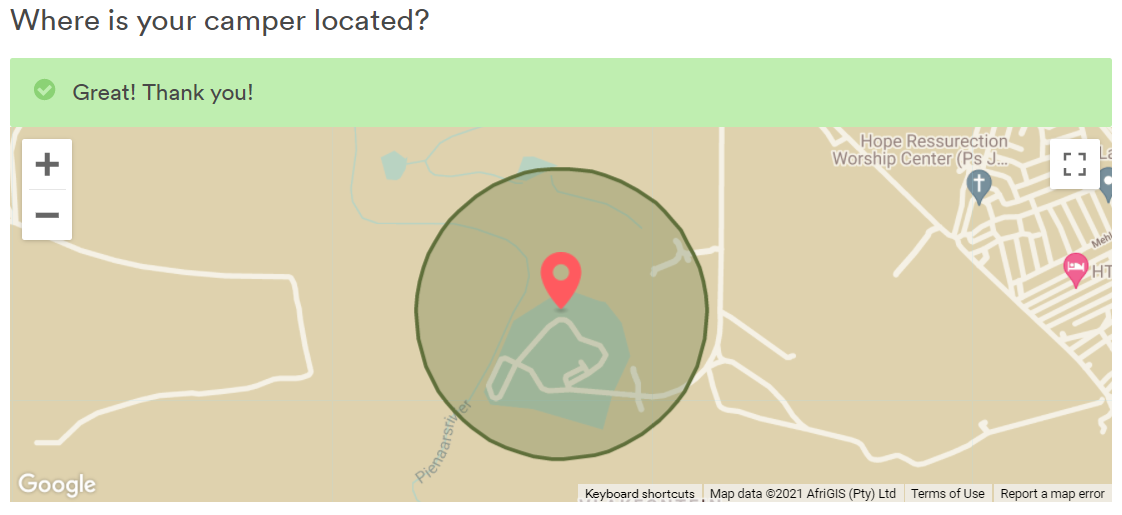 Where is your camper located?
Great! Thank you!
Hope Ressurection
Worship Center (Ps J...
La
Mehl
HT
Pienaarsrivier
Google
Keyboard shortcuts
Map data ©2021 AfriGIS (Pty) Ltd
Terms of Use
Report a map error